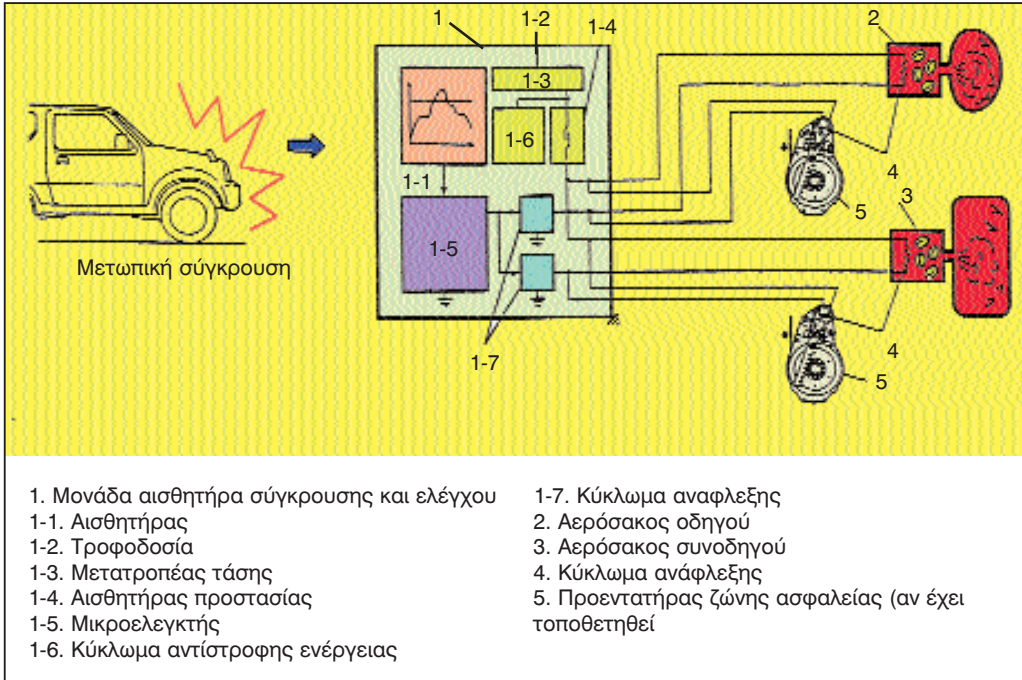 1
1-2
1-4
2
1-3
1-6
1-1
4
5
3
1-5
Μετωπική σύγκρουση
1-7
4
5
1. Μονάδα αισθητήρα σύγκρουσης και ελέγχου
1-1. Αισθητήρας
1-2. Τροφοδοσία
1-3. Μετατροπέας τάσης
1-4. Αισθητήρας προστασίας
1-5. Μικροελεγκτής
1-6. Κύκλωμα αντίστροφης ενέργειας
1-7. Κύκλωμα αναφλεξης
2. Αερόσακος οδηγού
3. Αερόσακος συνοδηγού
4. Κύκλωμα ανάφλεξης
5. Προεντατήρας ζώνης ασφαλείας (αν έχει
τοποθετηθεί